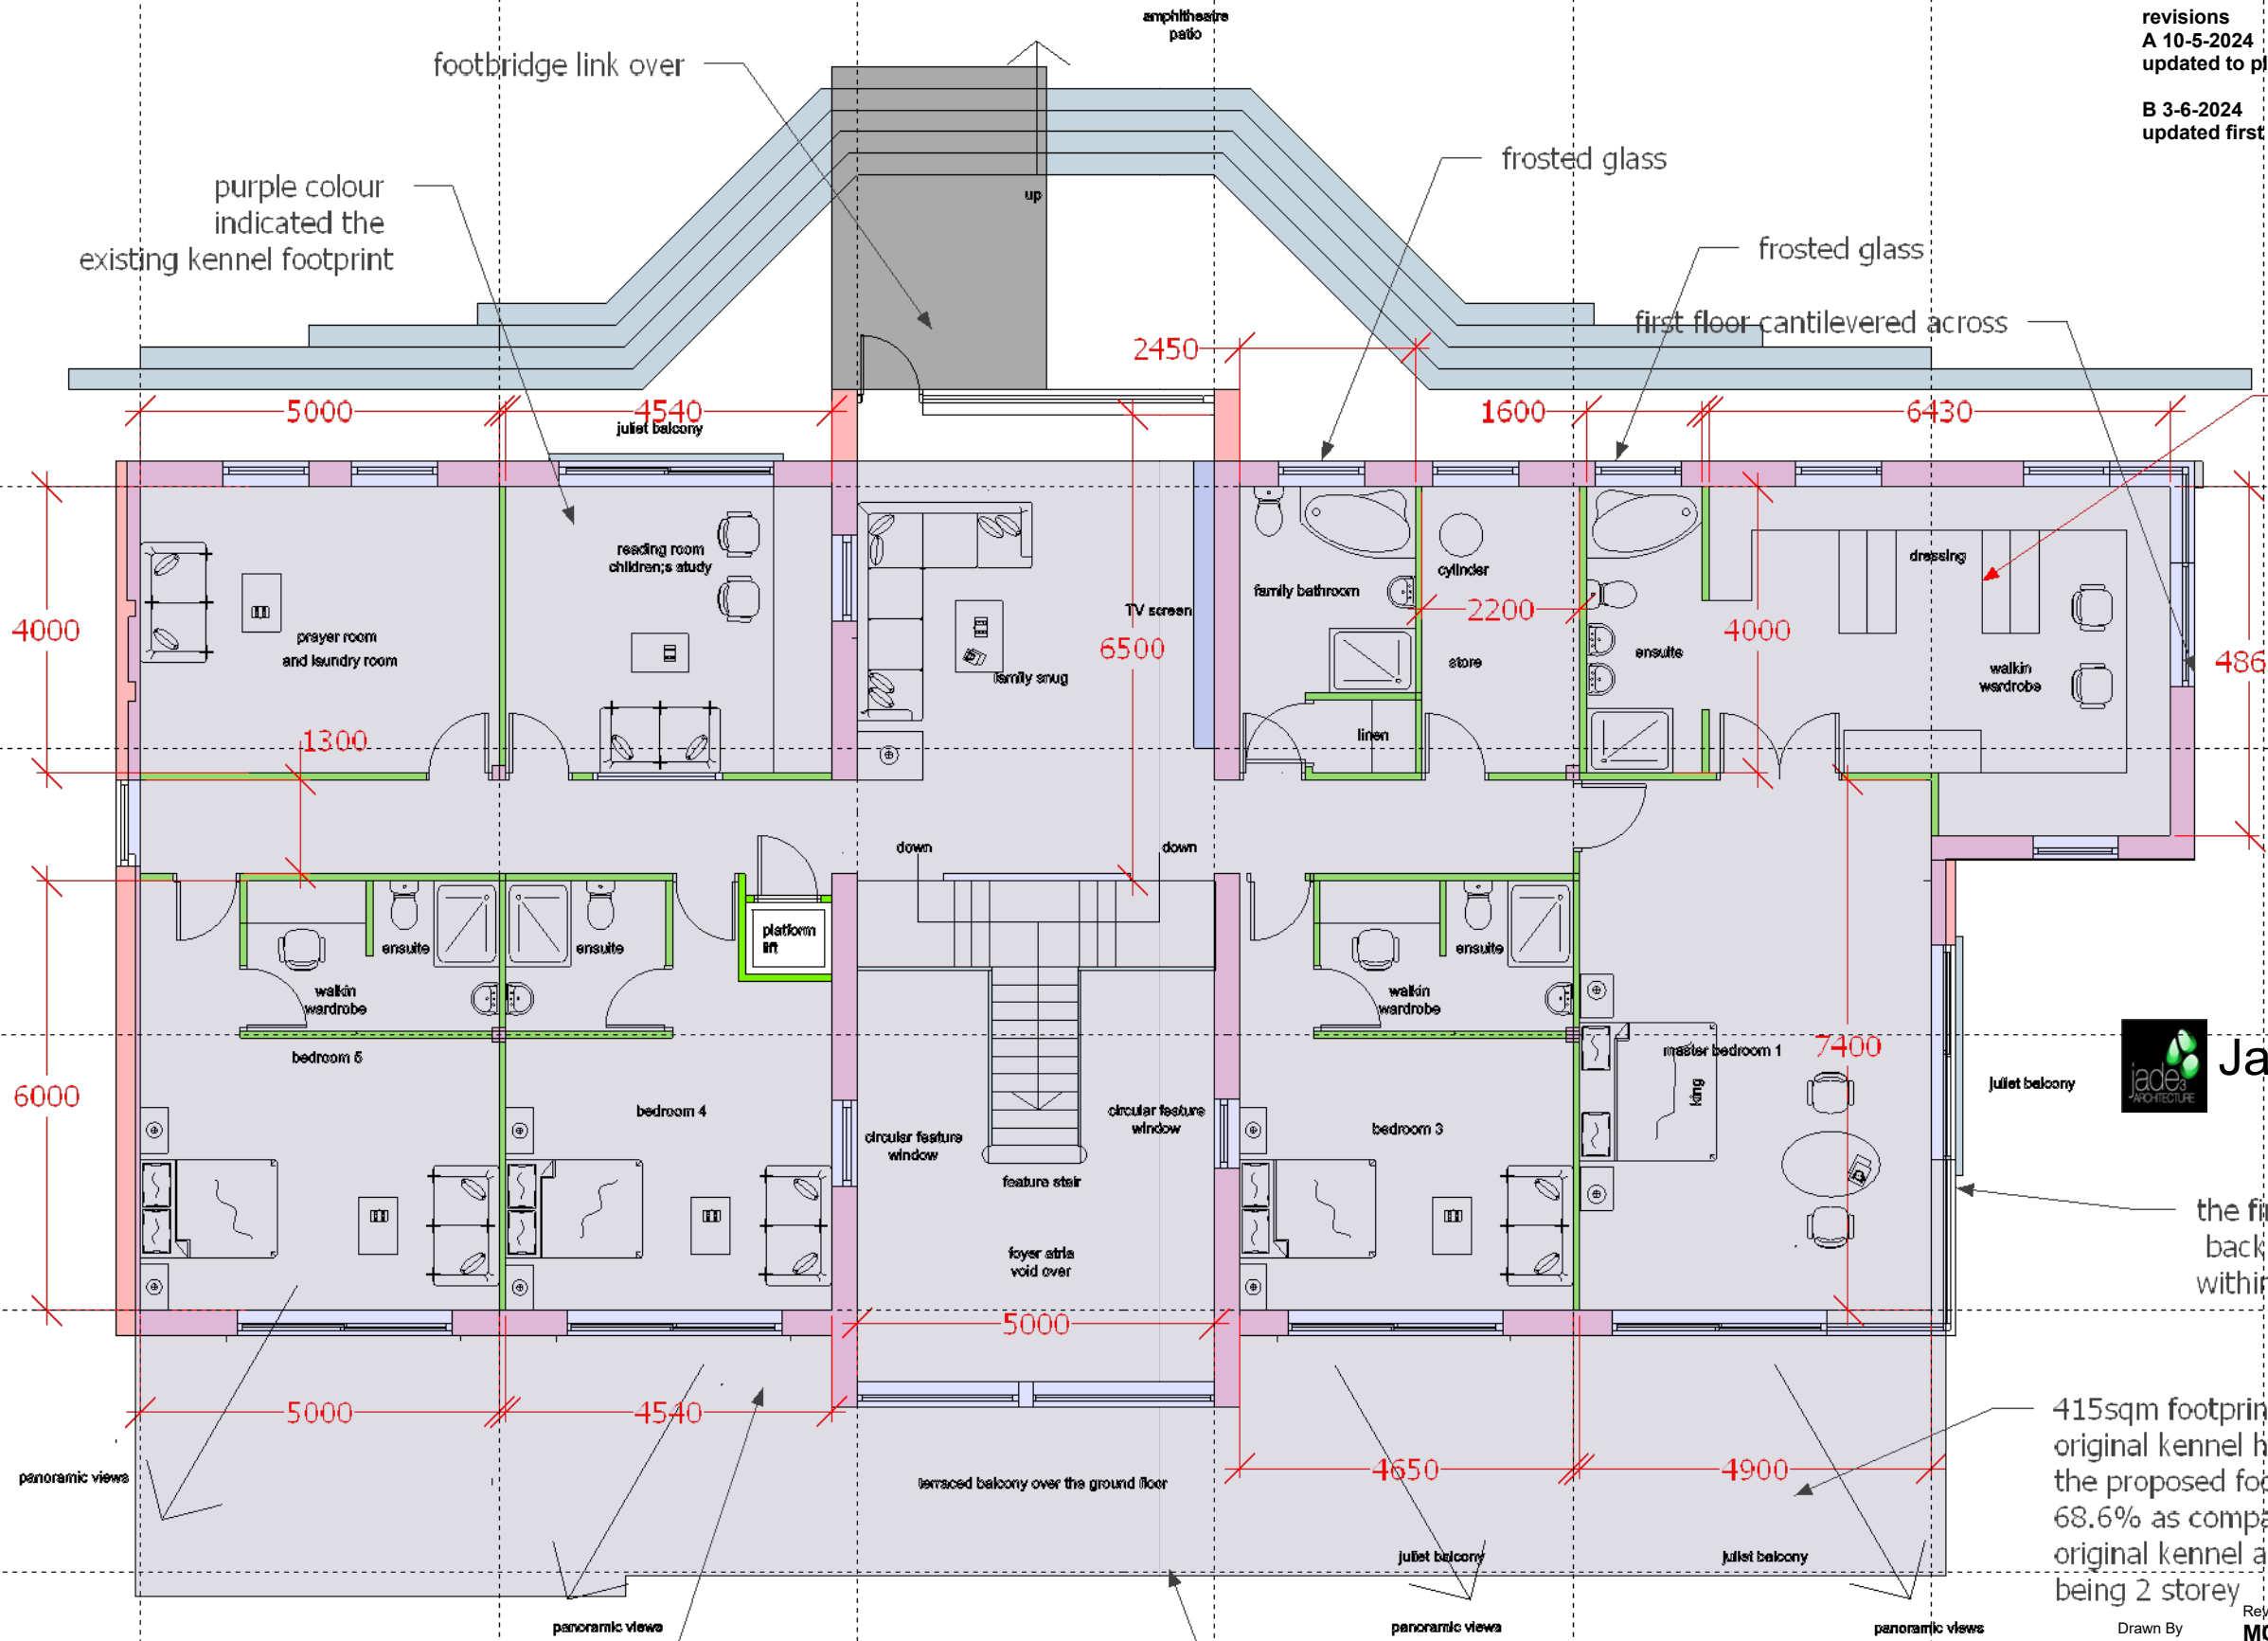 amphitheatre
patio
revisions
A 10-5-2024
updated to pl
B 3-6-2024
updated first
footbridge link over
frosted glass
purple colour
indicated the
existing kennel footprint
up
frosted glass
first floor cantilevered across
2450
5000
4540
1600
6430
juliet balcony
reading room
children;s study
prayer room
and laundry room
4000
1300
TV screen
6500
family snug
family bathroom
cylinder
2200
store
linen
ensuite
4000
dressing
walkin
wardrobe
486
down
down
platform
lift
ensuite
ensuite
walkin
wardrobe
ensuite
walkin
wardrobe
bedroom 5
6000
bedroom 4
circular feature
window
circular feature
window
feature stair
foyer atria
void over
bedroom 3
master bedroom 1
king
7400
juliet balcony
jade3
ARCHITECTURE
Ja
the fi
back
within
5000
5000
4540
4650
4900
415sqm footprin
original kennel h
the proposed foo
68.6% as compa
original kennel a
being 2 storey
panoramic views
terraced balcony over the ground floor
juliet balcony
juliet balcony
panoramic views
panoramic views
panoramic views
Drawn By
Rev
MC